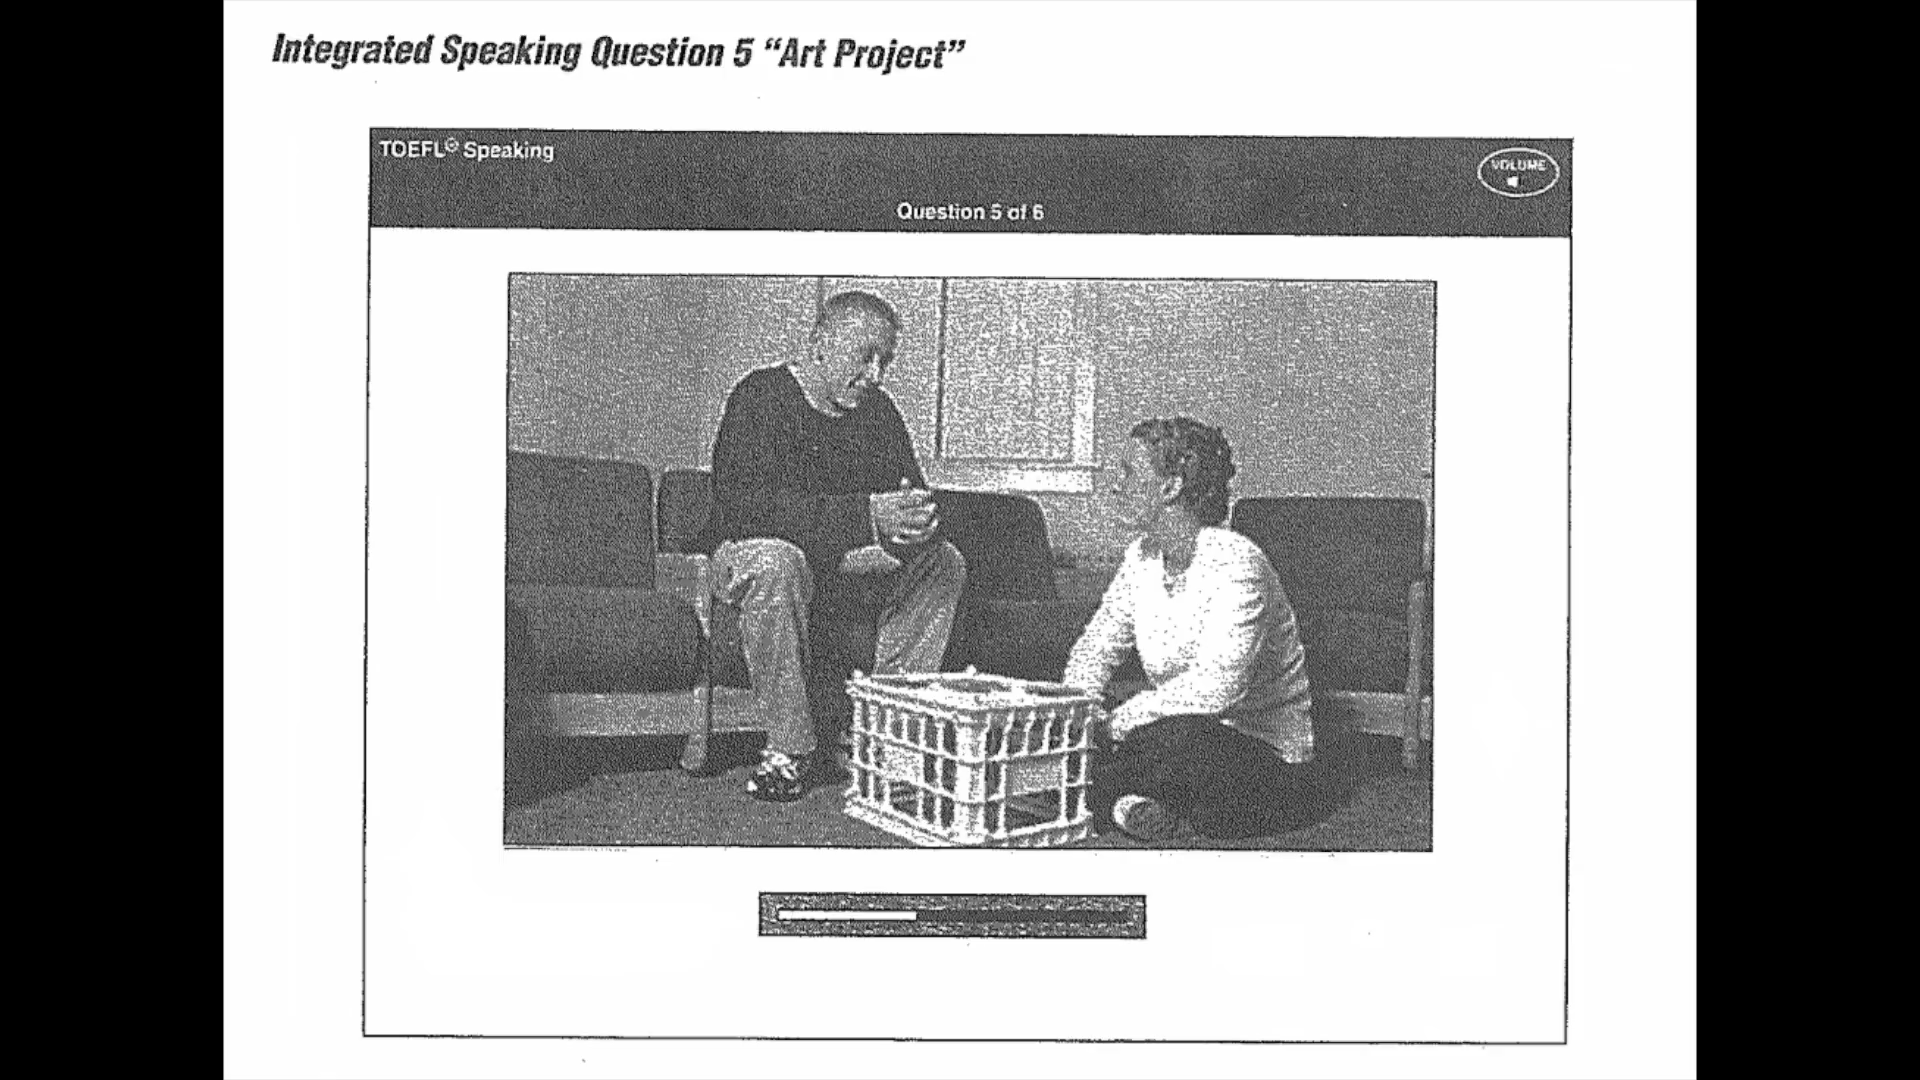 Integrated Speaking Question 5 “Art Project”
TOEFL® Speaking
VOLUME
Question 5 of 6